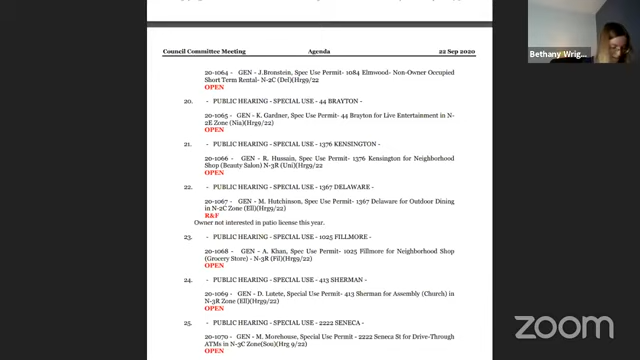 Council Committee Meeting Agenda 22 Sep 2020
20-1064 - GEN - J.Bronstein, Spec Use Permit- 1084 Elmwood- Non-Owner Occupied
Short Term Rental- N-2C (Del)(Hrg9/22
OPEN
20. - PUBLIC HEARING - SPECIAL USE - 44 BRAYTON -
20-1065 - GEN - K. Gardner, Spec Use Permit- 44 Brayton for Live Entertainment in N-
2E Zone (Nia)(Hrg9/22)
OPEN
21. - PUBLIC HEARING - SPECIAL USE - 1376 KENSINGTON -
20-1066 - GEN - R. Hussain, Spec Use Permit- 1376 Kensington for Neighborhood
Shop (Beauty Salon) N-3R (Uni)(Hrg9/22
OPEN
22. - PUBLIC HEARING - SPECIAL USE - 1367 DELAWARE -
20-1067 - GEN - M. Hutchinson, Spec Use Permit- 1367 Delaware for Outdoor Dining
in N-2C Zone (Ell)(Hrg9/22)
R&F
Owner not interested in patio license this year.
23. - PUBLIC HEARING - SPECIAL USE - 1025 FILLMORE -
20-1068 - GEN - A. Khan, Spec Use Permit- 1025 Fillmore for Neighborhood Shop
(Grocery Store) - N-3R (Fil)(Hrg9/22)
OPEN
24. - PUBLIC HEARING - SPECIAL USE - 413 SHERMAN -
20-1069 - GEN - D. Lutete, Special Use Permit- 413 Sherman for Assembly (Church) in
N-3R Zone (Ell)(Hrg9/22)
OPEN
25. - PUBLIC HEARING - SPECIAL USE - 2222 SENECA -
20-1070 - GEN - M. Morehouse, Special Use Permit - 2222 Seneca St for Drive-Through
ATMs in N-3C Zone(Sou)(Hrg 9/22)
OPEN
Bethany Wrig...
zoom